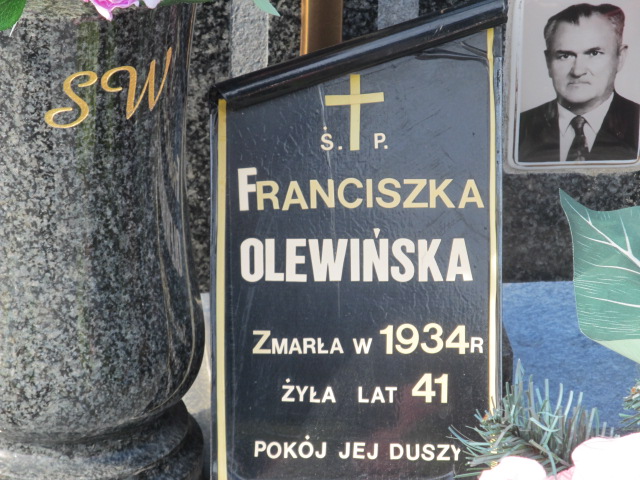 SW
Ś. P.
FRANCISZKA
OLEWIŃSKA
ZMARŁA W 1934R
ŻYŁA LAT 41
POKÓJ JEJ DUSZY